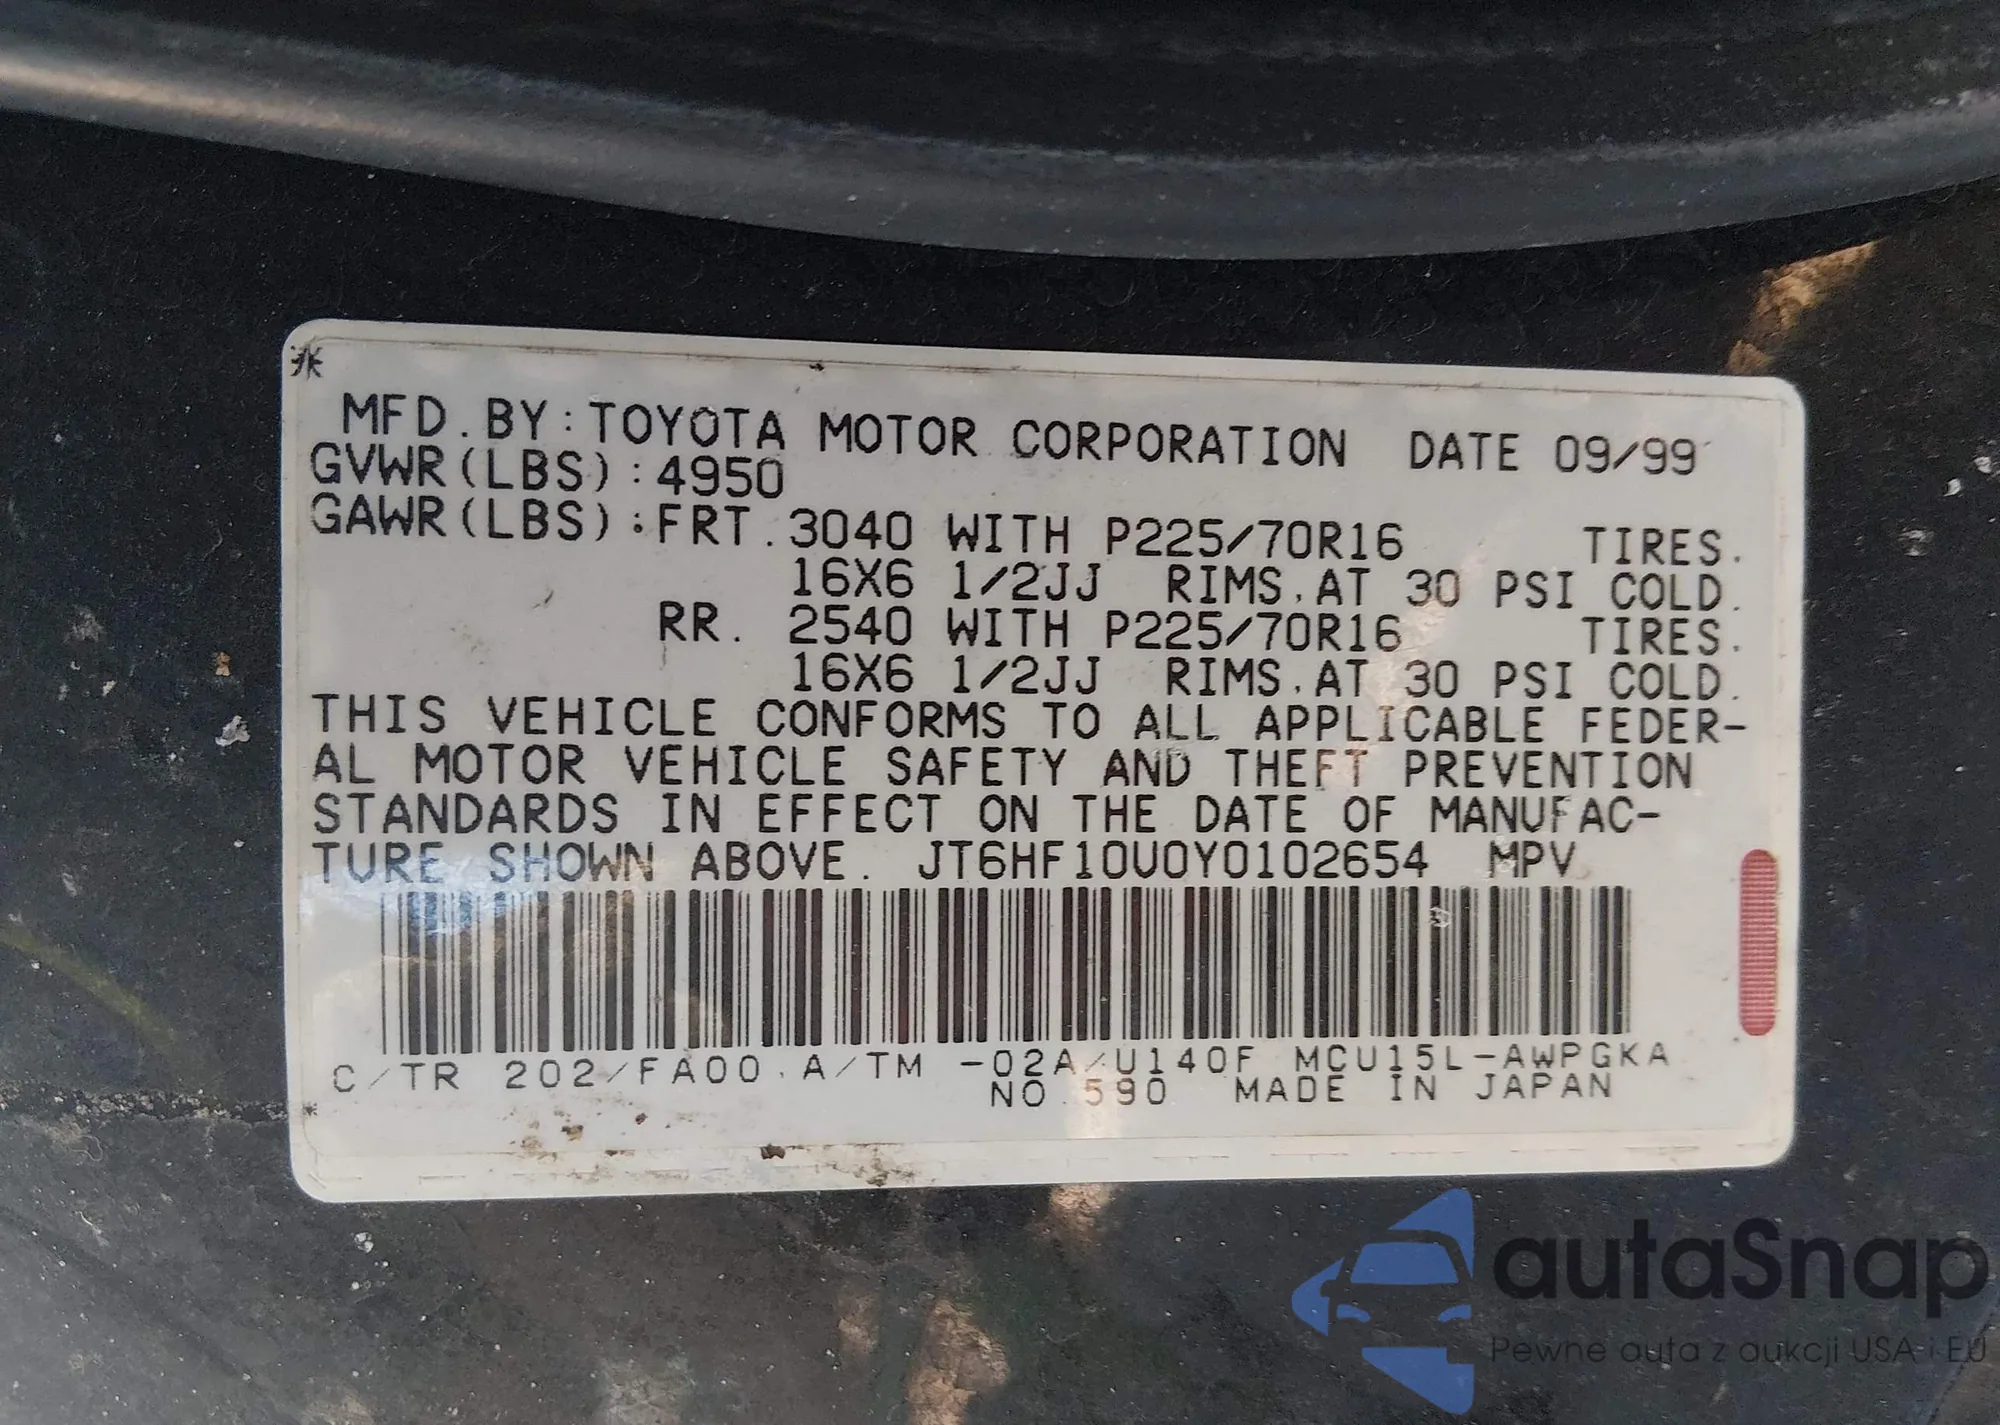 MFD.BY:TOYOTA MOTOR CORPORATION DATE 09/99
GVWR(LBS):4950
GAWR(LBS):FRT.3040 WITH P225/70R16 TIRES.
16X6 1/2JJ RIMS.AT 30 PSI COLD.
RR. 2540 WITH P225/70R16 TIRES.
16X6 1/2JJ RIMS.AT 30 PSI COLD.
THIS VEHICLE CONFORMS TO ALL APPLICABLE FEDER-
AL MOTOR VEHICLE SAFETY AND THEFT PREVENTION
STANDARDS IN EFFECT ON THE DATE OF MANUFAC-
TURE SHOWN ABOVE. JT6HF10U0Y0102654 MPV
C/TR 202/FA00.A/TM -02A/U140F MCU15L-AWPGKA
NO.590 MADE IN JAPAN
autaSnap
Pewne auta z aukcji USA i EU